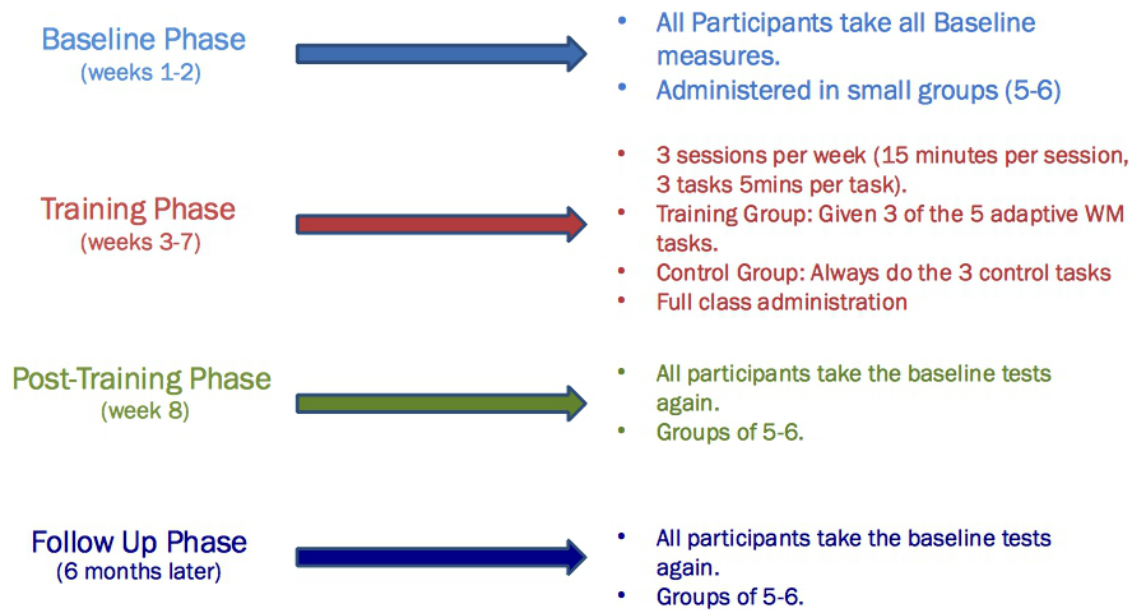 Baseline Phase
(weeks 1-2)
• All Participants take all Baseline
measures.
• Administered in small groups (5-6)
Training Phase
(weeks 3-7)
• 3 sessions per week (15 minutes per session,
3 tasks 5mins per task).
• Training Group: Given 3 of the 5 adaptive WM
tasks.
• Control Group: Always do the 3 control tasks
• Full class administration
Post-Training Phase
(week 8)
• All participants take the baseline tests
again.
• Groups of 5-6.
Follow Up Phase
(6 months later)
• All participants take the baseline tests
again.
• Groups of 5-6.